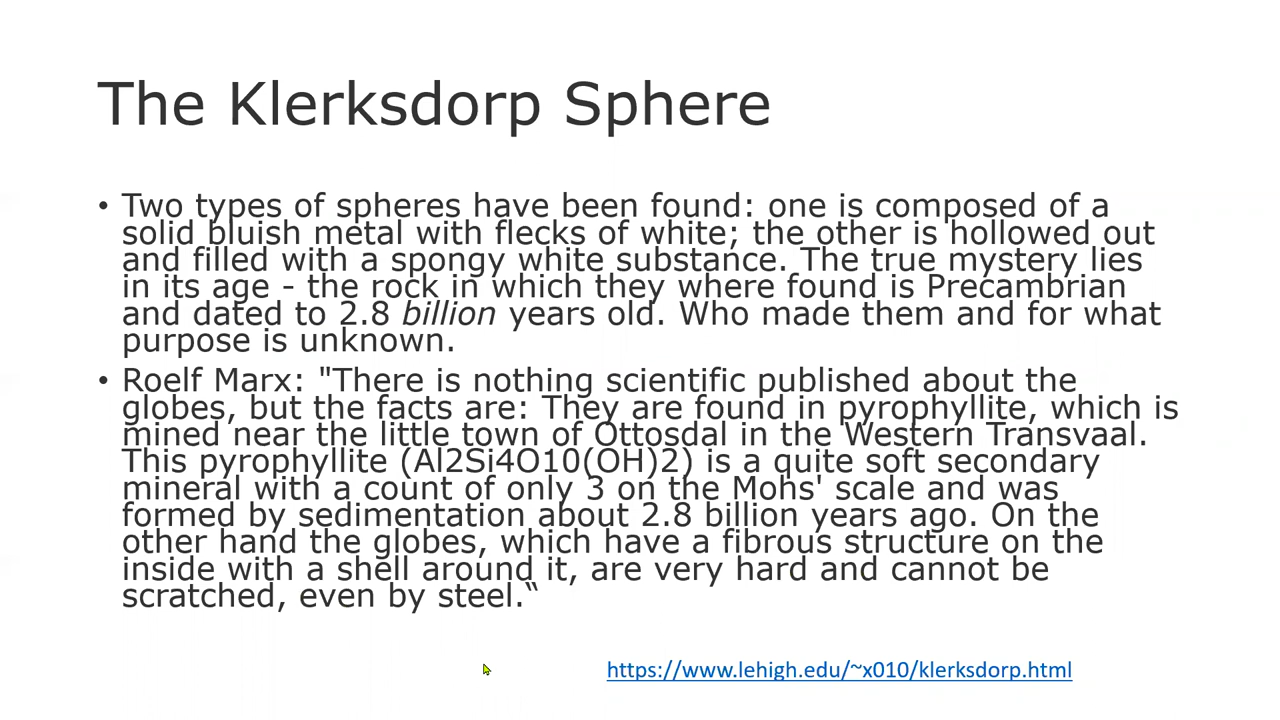 The Klerksdorp Sphere
• Two types of spheres have been found: one is composed of a
solid bluish metal with flecks of white; the other is hollowed out
and filled with a spongy white substance. The true mystery lies
in its age - the rock in which they where found is Precambrian
and dated to 2.8 billion years old. Who made them and for what
purpose is unknown.
• Roelf Marx: "There is nothing scientific published about the
globes, but the facts are: They are found in pyrophyllite, which is
mined near the little town of Ottosdal in the Western Transvaal.
This pyrophyllite (Al2Si4O10(OH)2) is a quite soft secondary
mineral with a count of only 3 on the Mohs' scale and was
formed by sedimentation about 2.8 billion years ago. On the
other hand the globes, which have a fibrous structure on the
inside with a shell around it, are very hard and cannot be
scratched, even by steel.“
https://www.lehigh.edu/~x010/klerksdorp.html